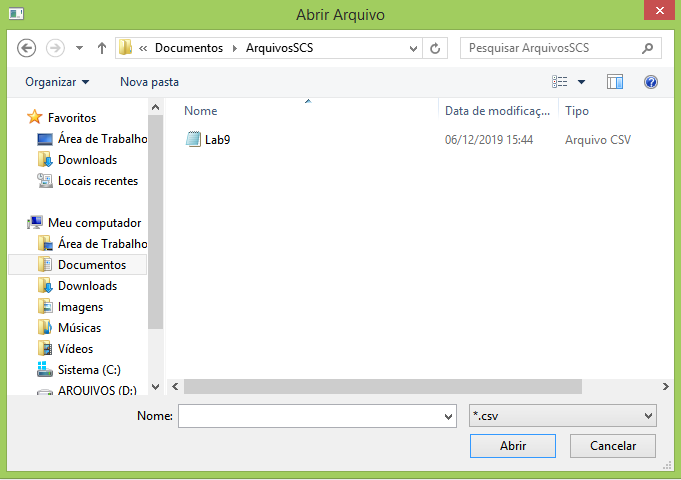 Abrir Arquivo
« Documentos ArquivosSCS
Pesquisar ArquivosSCS
Organizar Nova pasta
Nome Data de modificaç... Tipo
Lab9 06/12/2019 15:44 Arquivo CSV
Favoritos
Área de Trabalho
Downloads
Locais recentes
Meu computador
Área de Trabalho
Documentos
Downloads
Imagens
Músicas
Vídeos
Sistema (C:)
ARQUIVOS (D:)
Nome: *.csv
Abrir Cancelar